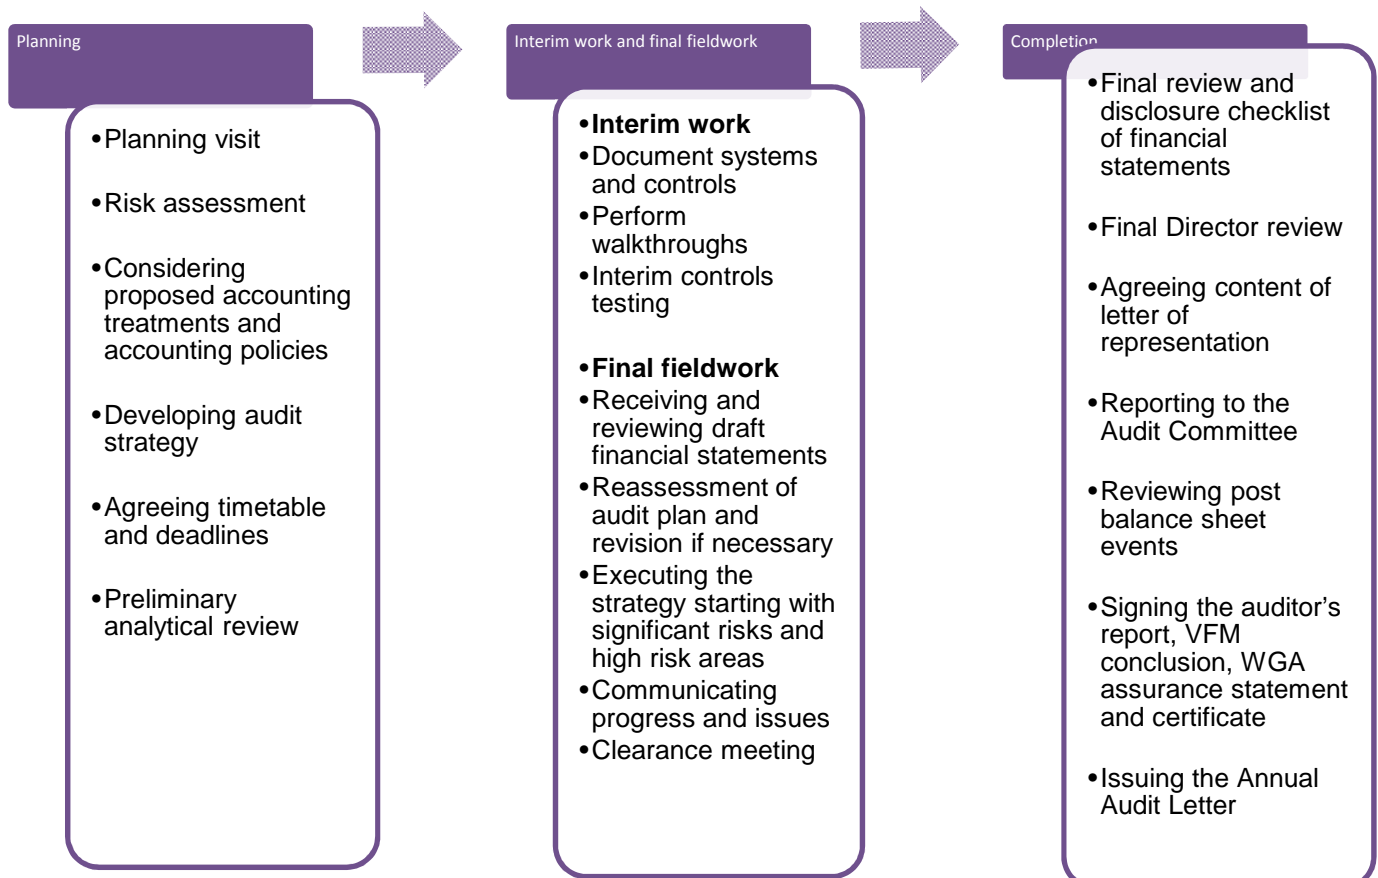 Planning
•Planning visit
•Risk assessment
•Considering
proposed accounting
treatments and
accounting policies
•Developing audit
strategy
•Agreeing timetable
and deadlines
•Preliminary
analytical review
Interim work and final fieldwork
•Interim work
•Document systems
and controls
•Perform
walkthroughs
•Interim controls
testing
•Final fieldwork
•Receiving and
reviewing draft
financial statements
•Reassessment of
audit plan and
revision if necessary
•Executing the
strategy starting with
significant risks and
high risk areas
•Communicating
progress and issues
•Clearance meeting
Completion
•Final review and
disclosure checklist
of financial
statements
•Final Director review
•Agreeing content of
letter of
representation
•Reporting to the
Audit Committee
•Reviewing post
balance sheet
events
•Signing the auditor’s
report, VFM
conclusion, WGA
assurance statement
and certificate
•Issuing the Annual
Audit Letter